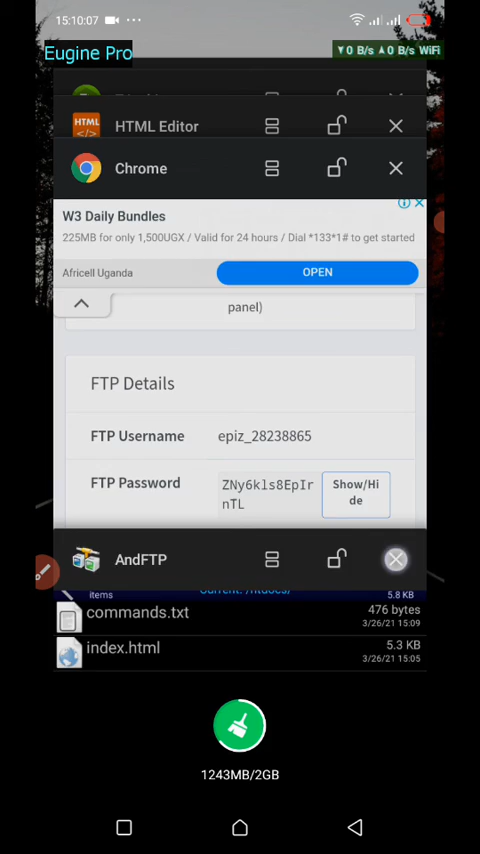 15:10:07
Eugine Pro
▼0 B/s ▲0 B/s WiFi
HTML
</>
HTML Editor
Chrome
W3 Daily Bundles
225MB for only 1,500UGX / Valid for 24 hours / Dial *133*1# to get started
Africell Uganda
OPEN
panel)
FTP Details
FTP Username
epiz_28238865
FTP Password
ZNy6kls8EpIr
nTL
Show/Hi
de
AndFTP
items
Current: /htdocs/
5.8 KB
commands.txt
476 bytes
3/26/21 15:09
index.html
5.3 KB
3/26/21 15:05
1243MB/2GB